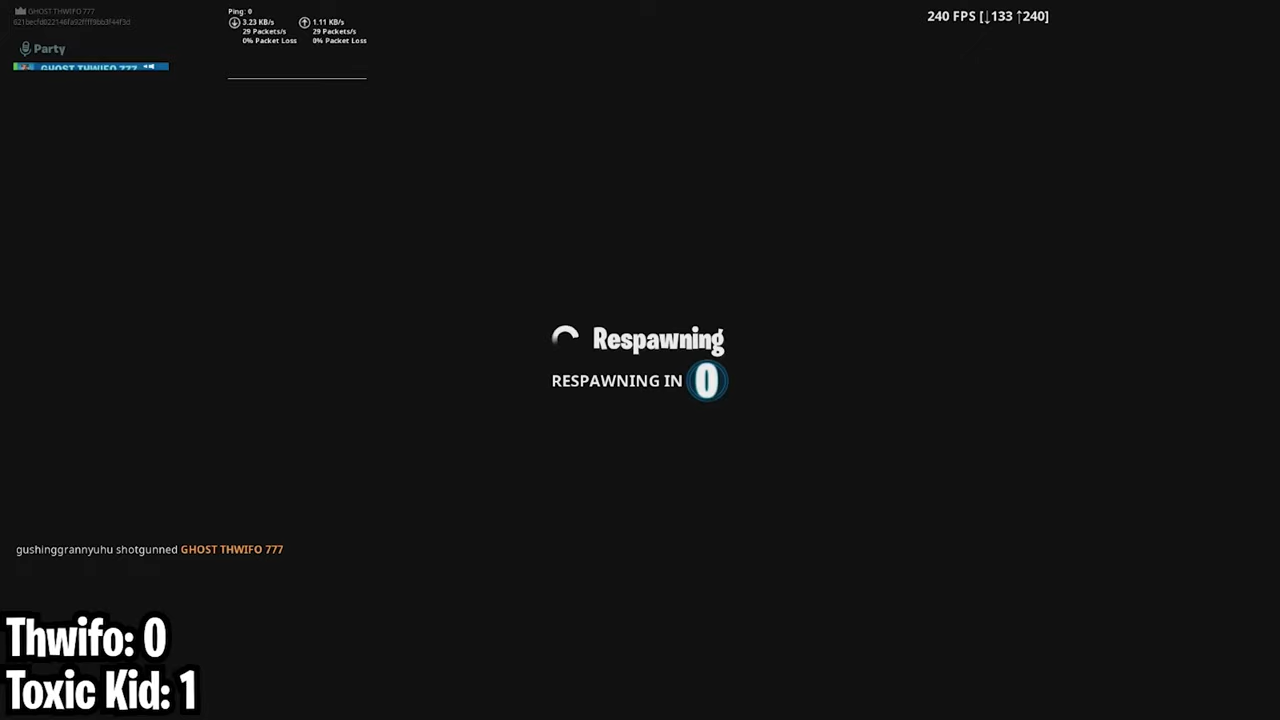 GHOST THWIFO 777
Party
GHOST THWIFO 777
Ping: 0
3.23 KB/s
29 Packets/s
0% Packet Loss
1.11 KB/s
29 Packets/s
0% Packet Loss
240 FPS [↓133 ↑240]
Respawning
RESPAWNING IN 0
gushinggrannyuhu shotgunned GHOST THWIFO 777
Thwifo: 0
Toxic Kid: 1